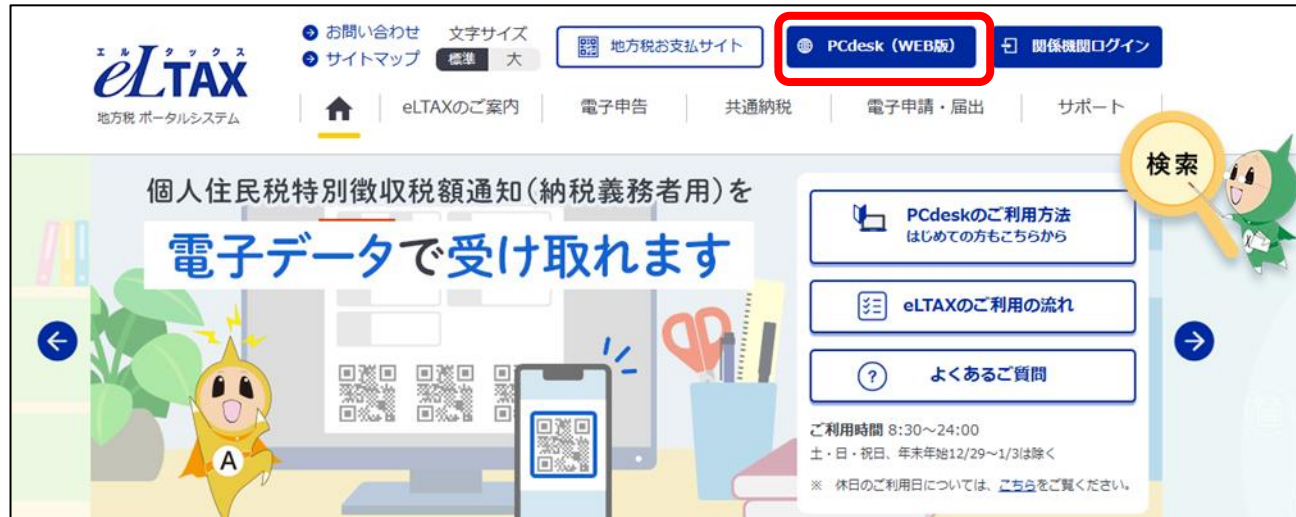 エルタックス
eLTAX
地方税 ポータルシステム
お問い合わせ
サイトマップ
文字サイズ
標準 大
地方税お支払サイト
PCdesk（WEB版）
関係機関ログイン
eLTAXのご案内
電子申告
共通納税
電子申請・届出
サポート
検索
個人住民税特別徴収税額通知(納税義務者用)を
電子データで受け取れます
A
PCdeskのご利用方法
はじめての方もこちらから
eLTAXのご利用の流れ
? よくあるご質問
ご利用時間 8:30～24:00
土・日・祝日、年末年始12/29～1/3は除く
※ 休日のご利用日については、こちらをご覧ください。